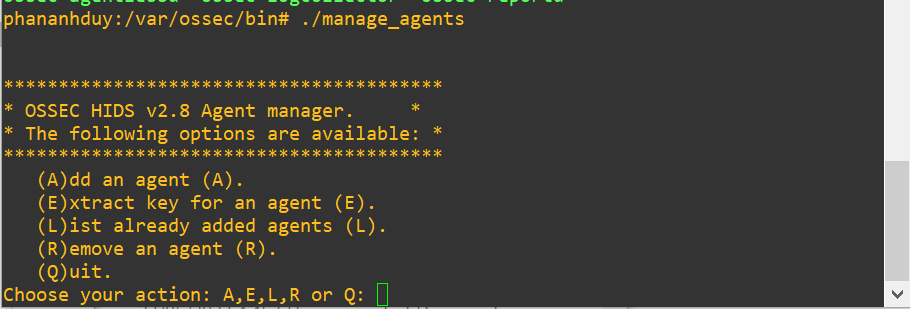 phananhduy:/var/ossec/bin# ./manage_agents
****************************************
* OSSEC HIDS v2.8 Agent manager.     *
* The following options are available: *
****************************************
   (A)dd an agent (A).
   (E)xtract key for an agent (E).
   (L)ist already added agents (L).
   (R)emove an agent (R).
   (Q)uit.
Choose your action: A,E,L,R or Q: